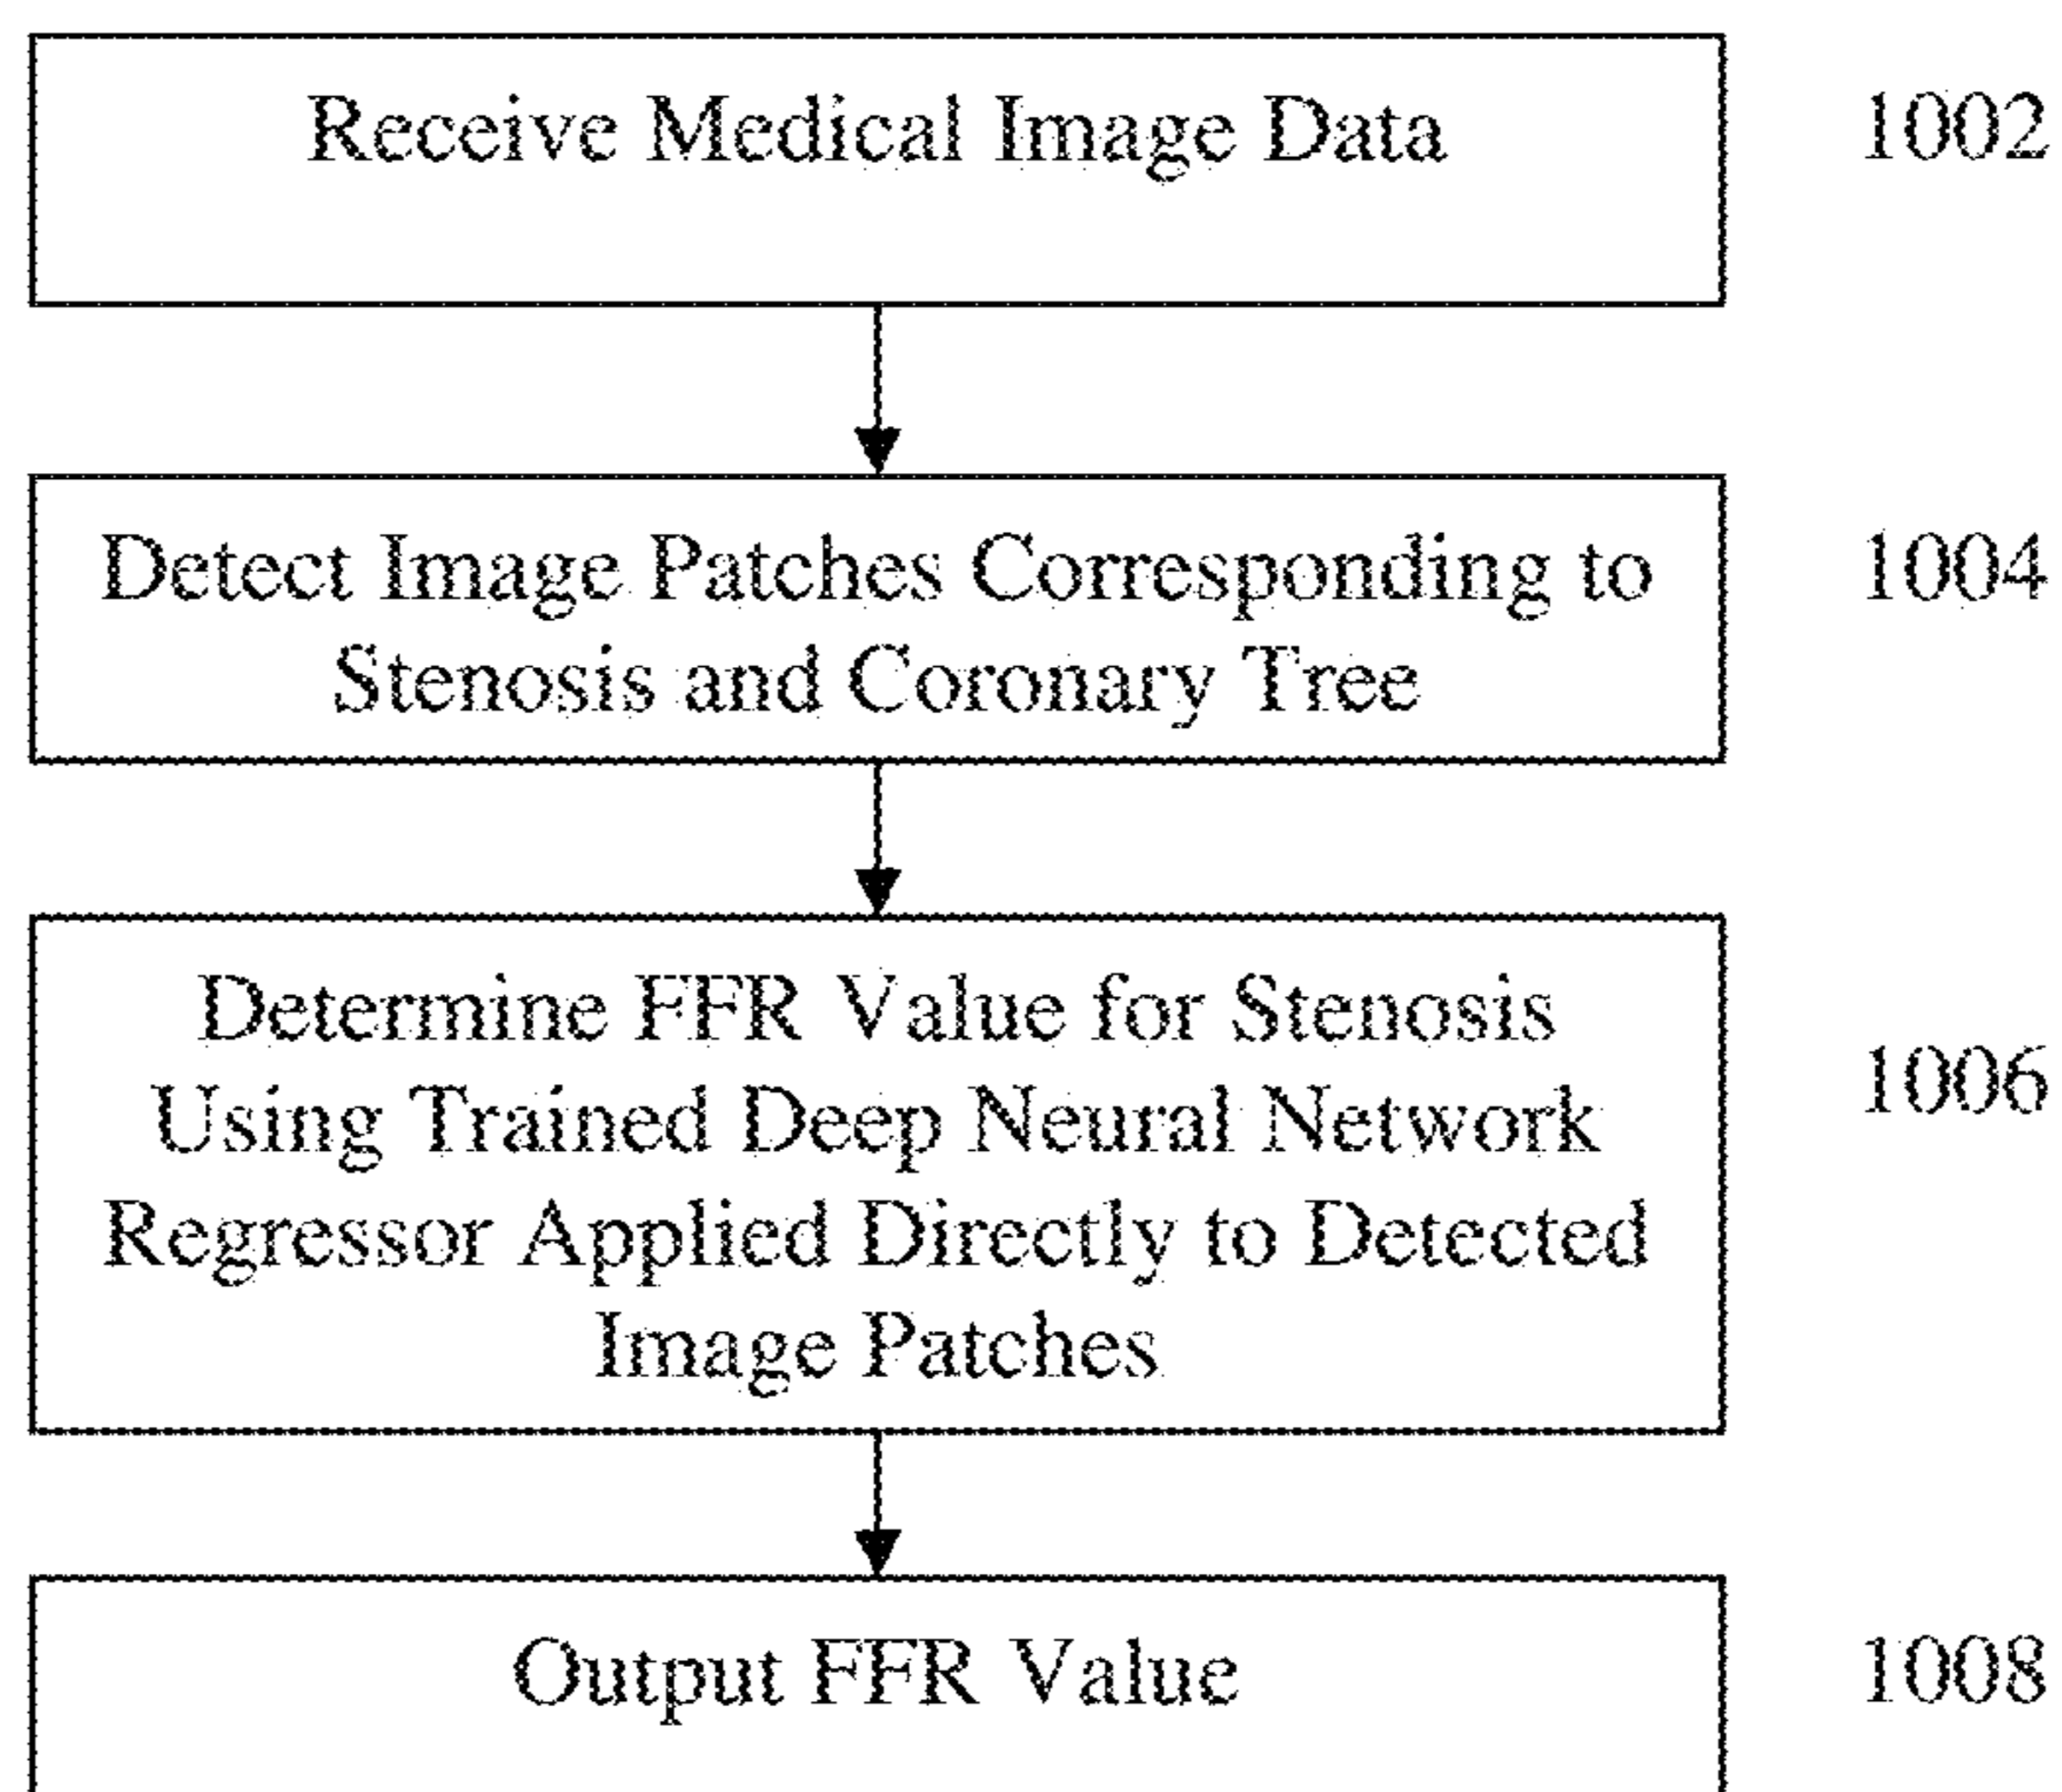 Receive Medical Image Data
1002
Detect Image Patches Corresponding to
Stenosis and Coronary Tree
1004
Determine FFR Value for Stenosis
Using Trained Deep Neural Network
Regressor Applied Directly to Detected
Image Patches
1006
Output FFR Value
1008